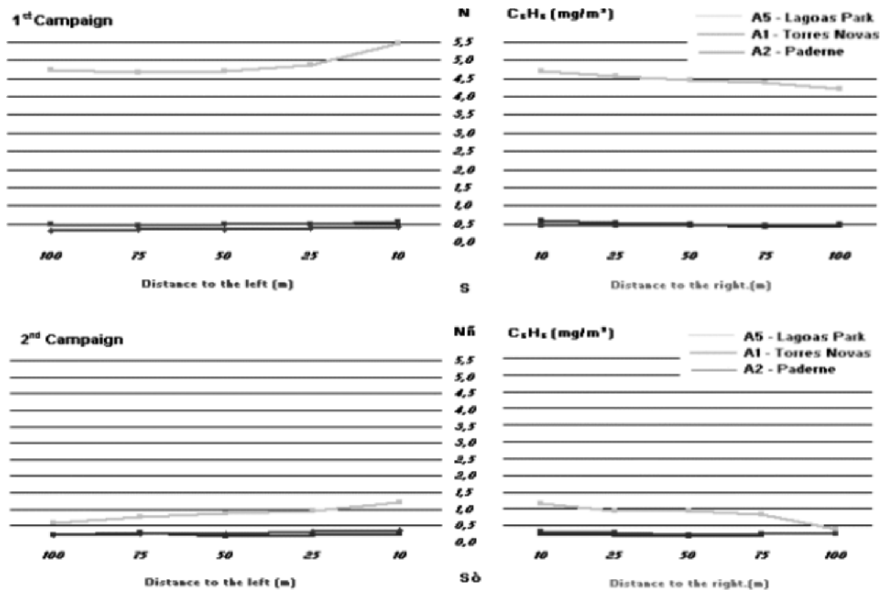 1st Campaign
N
C₆H₆ (mg/m³)
A5 - Lagoas Park
A1 - Torres Novas
A2 - Paderne
5,5
5,0
4,5
4,0
3,5
3,0
2,5
2,0
1,5
1,0
0,5
0,0
100 75 50 25 10
10 25 50 75 100
Distance to the left (m)
S
Distance to the right.(m)
2nd Campaign
Nñ
C₆H₆ (mg/m³)
A5 - Lagoas Park
A1 - Torres Novas
A2 - Paderne
5,5
5,0
4,5
4,0
3,5
3,0
2,5
2,0
1,5
1,0
0,5
0,0
100 75 50 25 10
10 25 50 75 100
Distance to the left (m)
Sò
Distance to the right.(m)